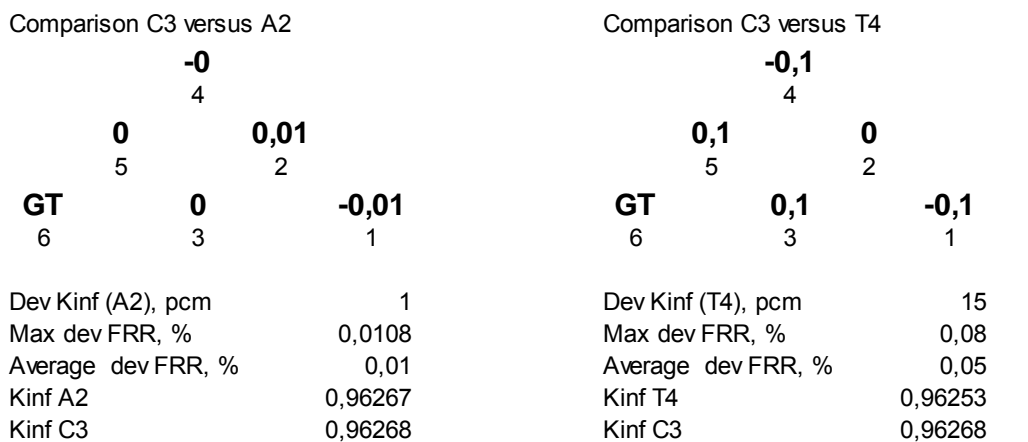 Comparison C3 versus A2
-0
4
0 0,01
5 2
GT 0 -0,01
6 3 1
Dev Kinf (A2), pcm 1
Max dev FRR, % 0,0108
Average dev FRR, % 0,01
Kinf A2 0,96267
Kinf C3 0,96268
Comparison C3 versus T4
-0,1
4
0,1 0
5 2
GT 0,1 -0,1
6 3 1
Dev Kinf (T4), pcm 15
Max dev FRR, % 0,08
Average dev FRR, % 0,05
Kinf T4 0,96253
Kinf C3 0,96268